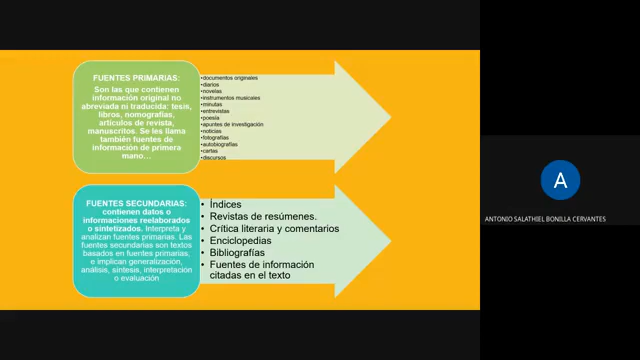 FUENTES PRIMARIAS:
Son las que contienen
información original no
abreviada ni traducida: tesis,
libros, nomografías,
artículos de revista,
manuscritos. Se les llama
también fuentes de
información de primera
mano...
•documentos originales
•diarios
•novelas
•instrumentos musicales
•minutas
•entrevistas
•poesía
•apuntes de investigación
•noticias
•fotografías
•autobiografías
•cartas
•discursos
FUENTES SECUNDARIAS:
contienen datos o
informaciones reelaborados
o sintetizados. Interpreta y
analizan fuentes primarias. Las
fuentes secundarias son textos
basados en fuentes primarias,
e implican generalización,
análisis, síntesis, interpretación
o evaluación
• Índices
• Revistas de resúmenes.
• Crítica literaria y comentarios
• Enciclopedias
• Bibliografías
• Fuentes de información
citadas en el texto
A
ANTONIO SALATHIEL BONILLA CERVANTES